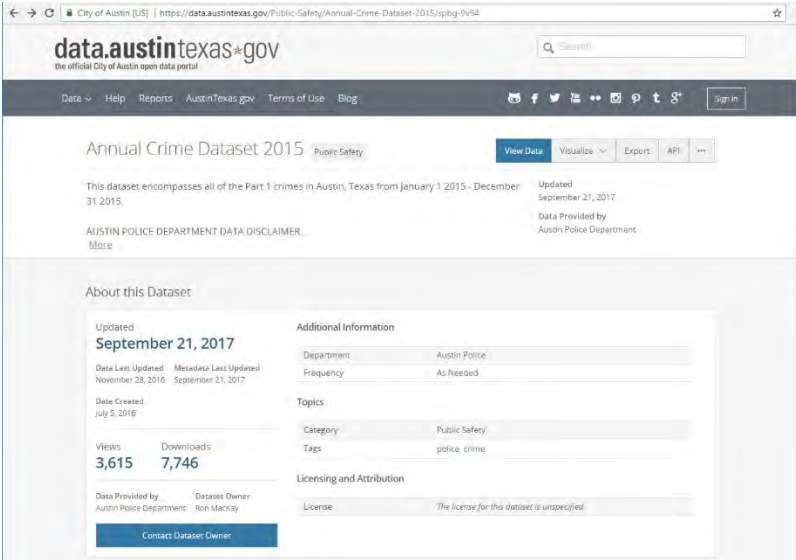 City of Austin [US] | https://data.austintexas.gov/Public-Safety/Annual-Crime-Dataset-2015/spbg-9v94
data.austintexas.gov
the official City of Austin open data portal
Search
Data Help Reports AustinTexas.gov Terms of Use Blog
Sign In
Annual Crime Dataset 2015 Public Safety
View Data Visualize Export API ...
This dataset encompasses all of the Part 1 crimes in Austin, Texas from January 1 2015 - December
31 2015.
AUSTIN POLICE DEPARTMENT DATA DISCLAIMER...
More
Updated
September 21, 2017
Data Provided by
Austin Police Department
About this Dataset
Updated
September 21, 2017
Data Last Updated Metadata Last Updated
November 28, 2016 September 21, 2017
Date Created
July 5, 2016
Views Downloads
3,615 7,746
Data Provided by Dataset Owner
Austin Police Department Ron MacKay
Contact Dataset Owner
Additional Information
Department Austin Police
Frequency As Needed
Topics
Category Public Safety
Tags police, crime
Licensing and Attribution
License The license for this dataset is unspecified